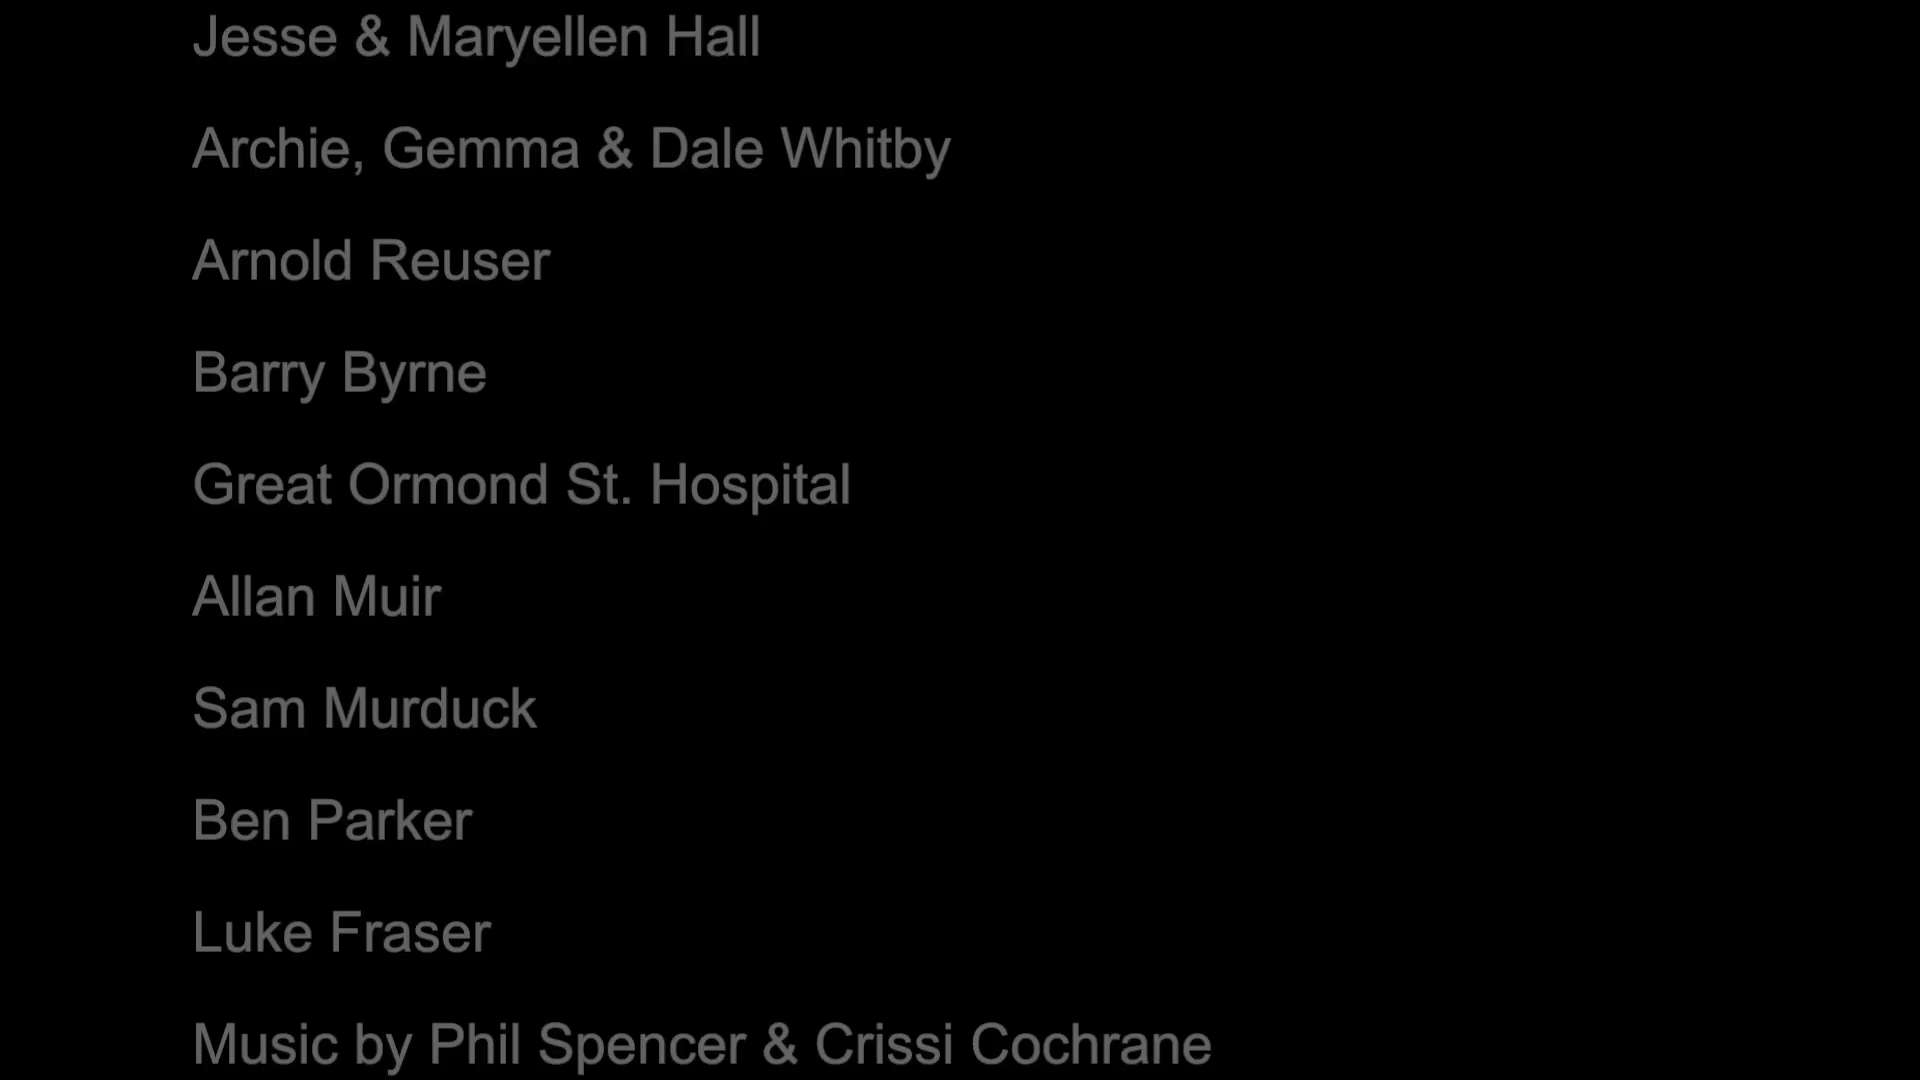 Jesse & Maryellen Hall
Archie, Gemma & Dale Whitby
Arnold Reuser
Barry Byrne
Great Ormond St. Hospital
Allan Muir
Sam Murduck
Ben Parker
Luke Fraser
Music by Phil Spencer & Crissi Cochrane